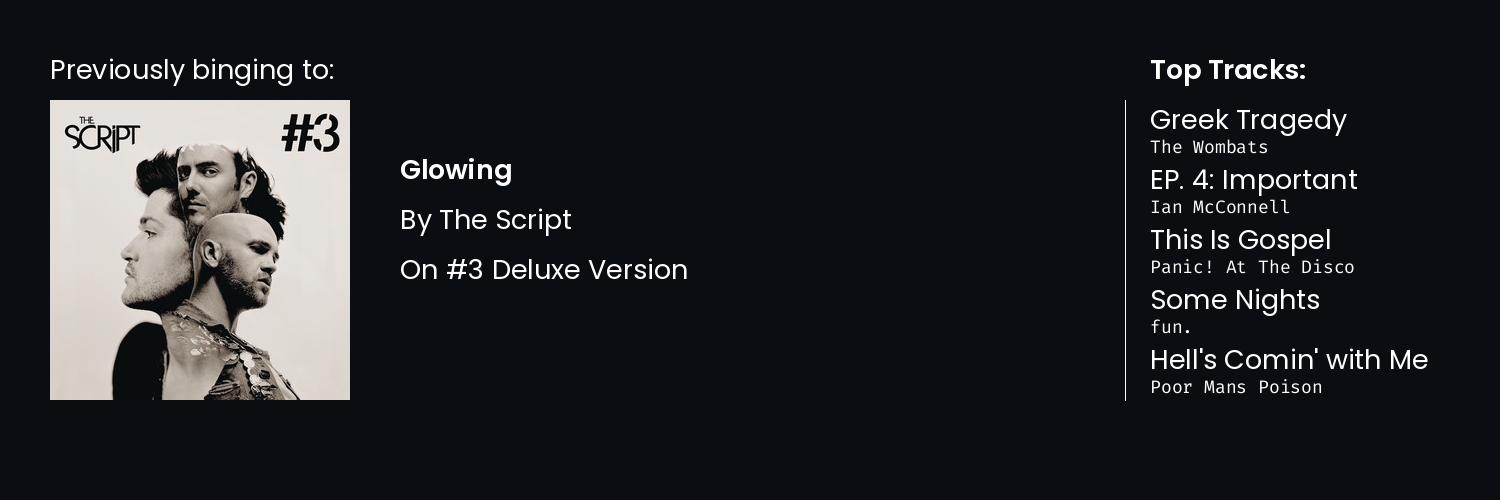 Previously binging to:
THE
SCRIPT
#3
Glowing
By The Script
On #3 Deluxe Version
Top Tracks:
Greek Tragedy
The Wombats
EP. 4: Important
Ian McConnell
This Is Gospel
Panic! At The Disco
Some Nights
fun.
Hell's Comin' with Me
Poor Mans Poison